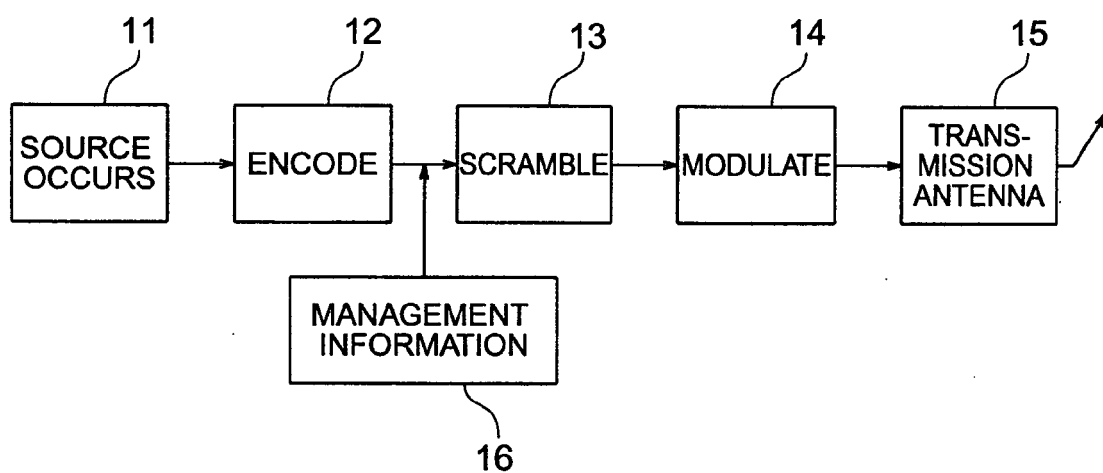 11
12
13
14
15
SOURCE
OCCURS
ENCODE
SCRAMBLE
MODULATE
TRANS-
MISSION
ANTENNA
MANAGEMENT
INFORMATION
16